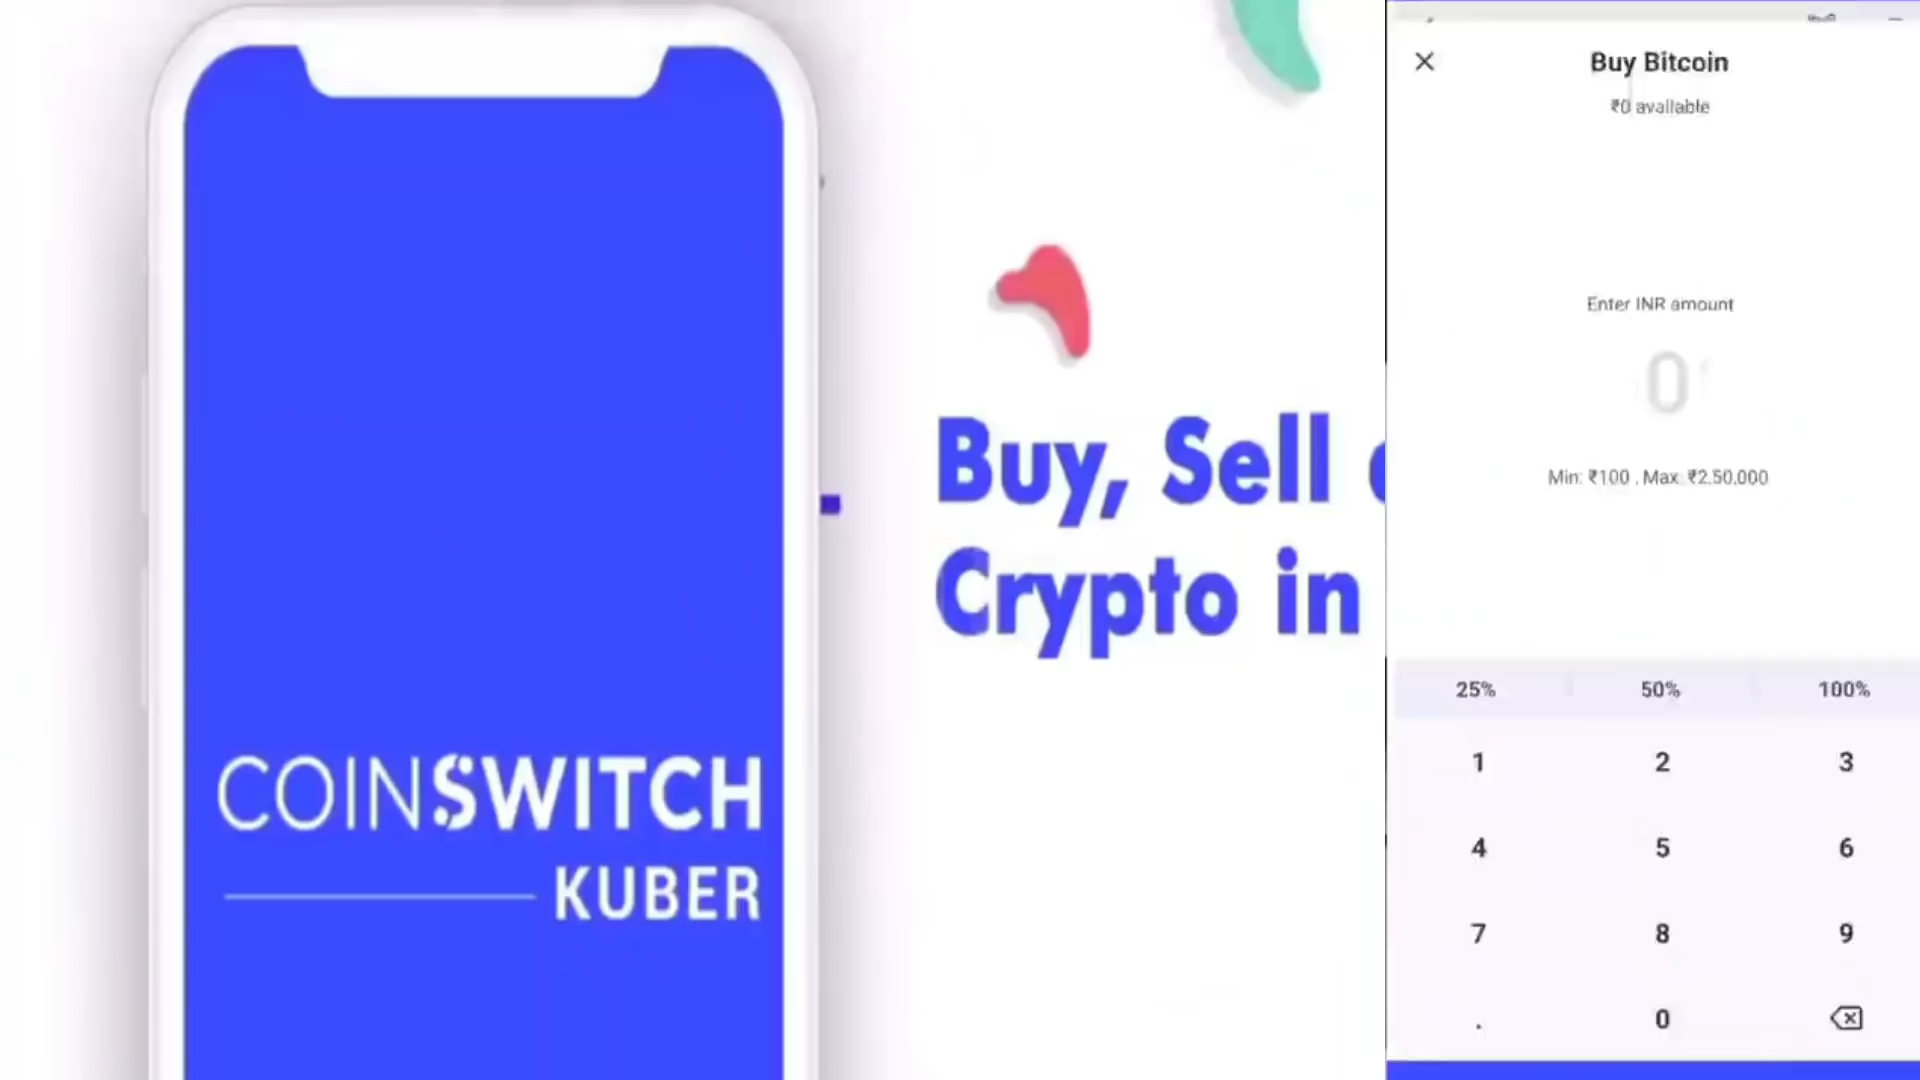 COINSWITCH
KUBER
Buy, Sell
Crypto in
Buy Bitcoin
₹0 available
Enter INR amount
0
Min: ₹100 , Max: ₹2,50,000
25% 50% 100%
1 2 3
4 5 6
7 8 9
. 0